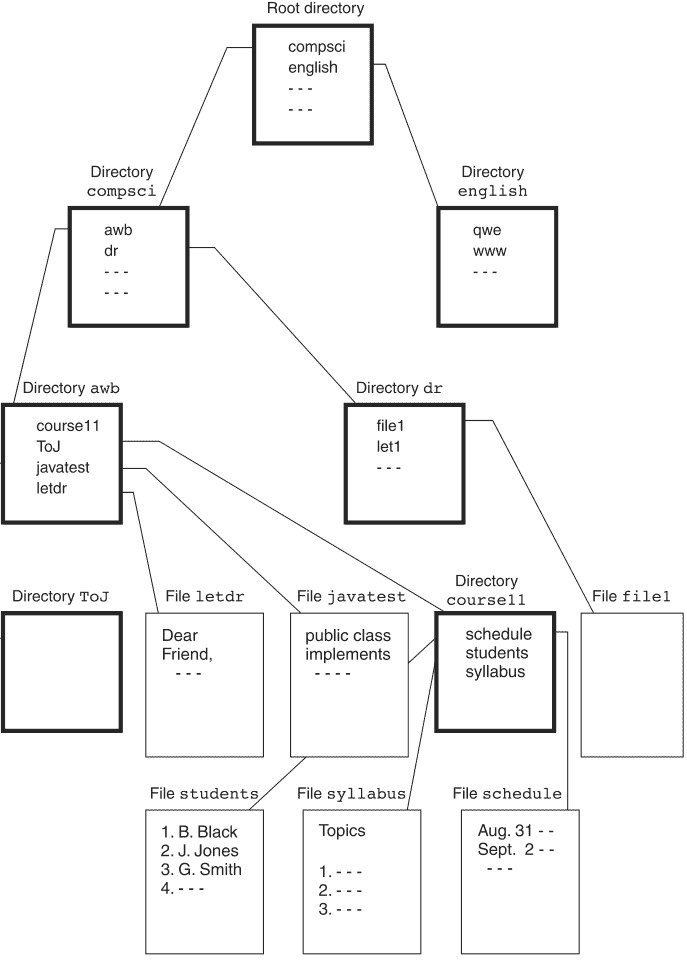 Root directory
compsci
english
- - -
- - -
Directory
compsci
awb
dr
- - -
- - -
Directory
english
qwe
www
- - -
Directory awb
course11
ToJ
javatest
letdr
Directory dr
file1
let1
- - -
Directory ToJ
File letdr
Dear
Friend,
- - -
File javatest
public class
implements
- - - -
Directory
course11
schedule
students
syllabus
File file1
File students
1. B. Black
2. J. Jones
3. G. Smith
4. - - -
File syllabus
Topics
1. - - -
2. - - -
3. - - -
File schedule
Aug. 31 - -
Sept. 2 - -
- - -